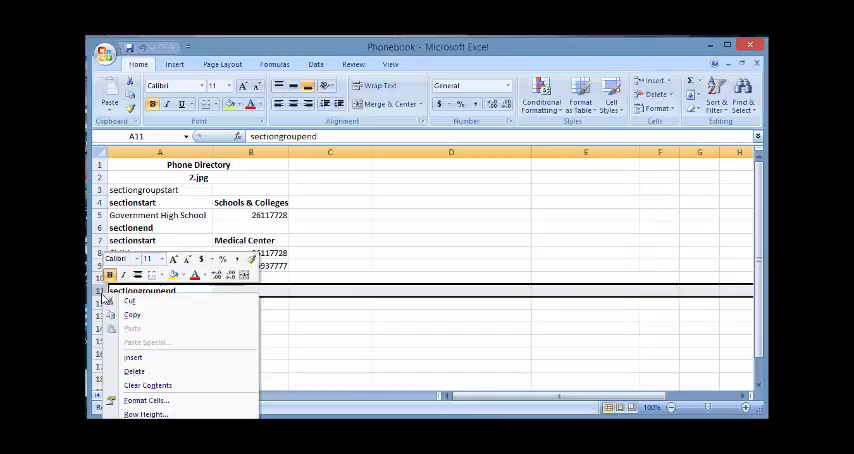 Phonebook - Microsoft Excel
Home Insert Page Layout Formulas Data Review View
Paste
Calibri 11
B I U
Wrap Text
Merge & Center
General
$ % ,
Conditional Formatting
Format as Table
Cell Styles
Insert
Delete
Format
Σ
Sort & Filter
Find & Select
Clipboard Font Alignment Number Styles Cells Editing
A11 fx sectiongroupend
A B C D E F G H
1 Phone Directory
2 2.jpg
3 sectiongroupstart
4 sectionstart Schools & Colleges
5 Government High School 26117728
6 sectionend
7 sectionstart Medical Center
8
Calibri 11 A A $ % ,
B I
10
11 sectiongroupend
Cut
Copy
Paste
Paste Special...
Insert
Delete
Clear Contents
Format Cells...
Row Height...
100%